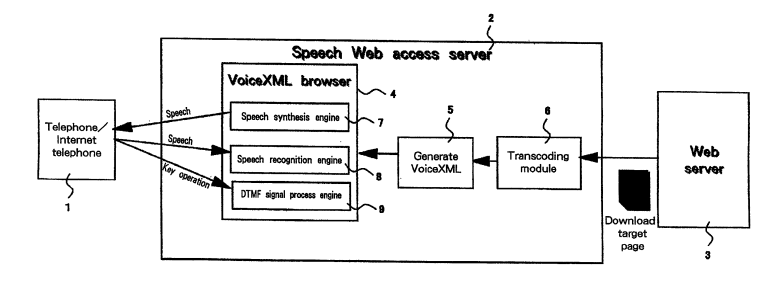 2
Speech Web access server
VoiceXML browser
4
Speech synthesis engine
7
Speech recognition engine
8
DTMF signal process engine
9
Telephone/
Internet
telephone
1
Speech
Speech
Key operation
5
Generate
VoiceXML
6
Transcoding
module
Web
server
3
Download
target
page